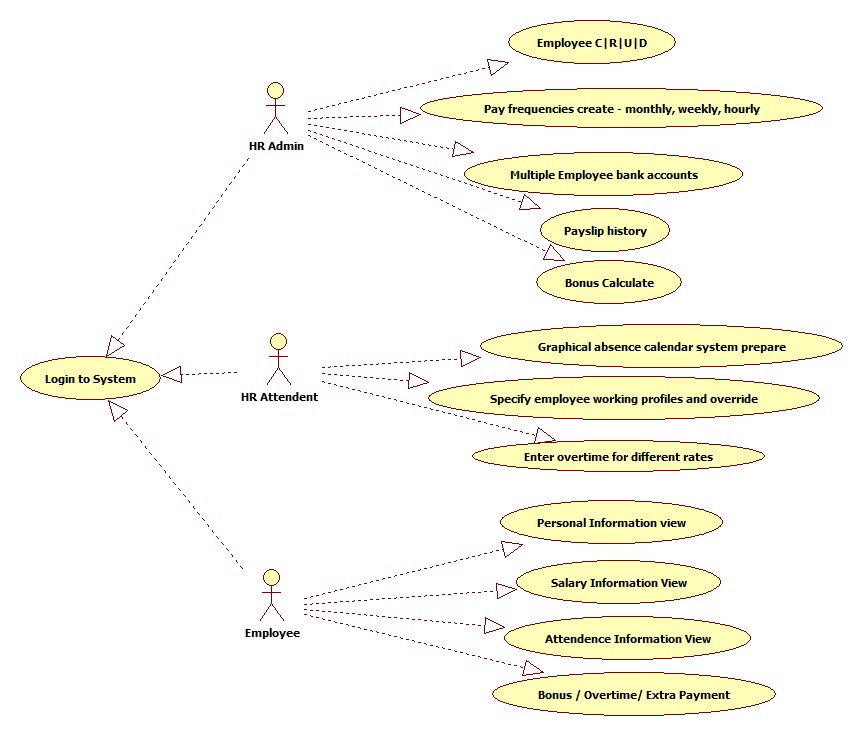 Employee C|R|U|D
Pay frequencies create - monthly, weekly, hourly
HR Admin
Multiple Employee bank accounts
Payslip history
Bonus Calculate
Graphical absence calendar system prepare
Login to System
HR Attendent
Specify employee working profiles and override
Enter overtime for different rates
Personal Information view
Salary Information View
Employee
Attendence Information View
Bonus / Overtime/ Extra Payment